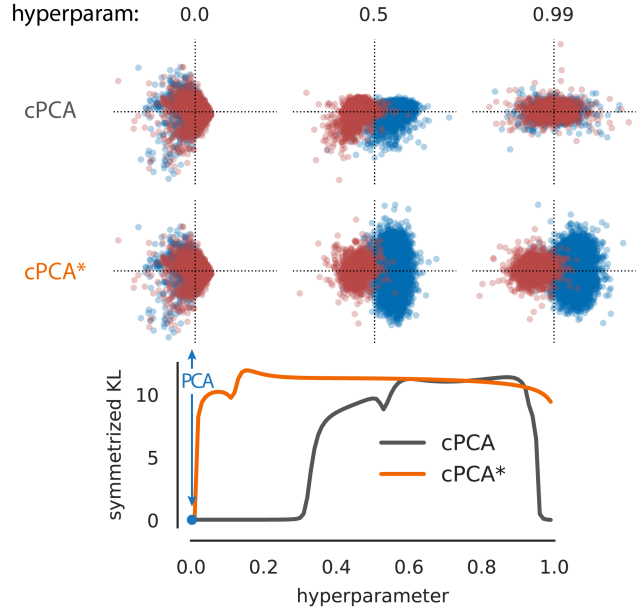 hyperparam: 0.0 0.5 0.99
cPCA
cPCA*
symmetrized KL
10
5
0
PCA
cPCA
cPCA*
0.0 0.2 0.4 0.6 0.8 1.0
hyperparameter